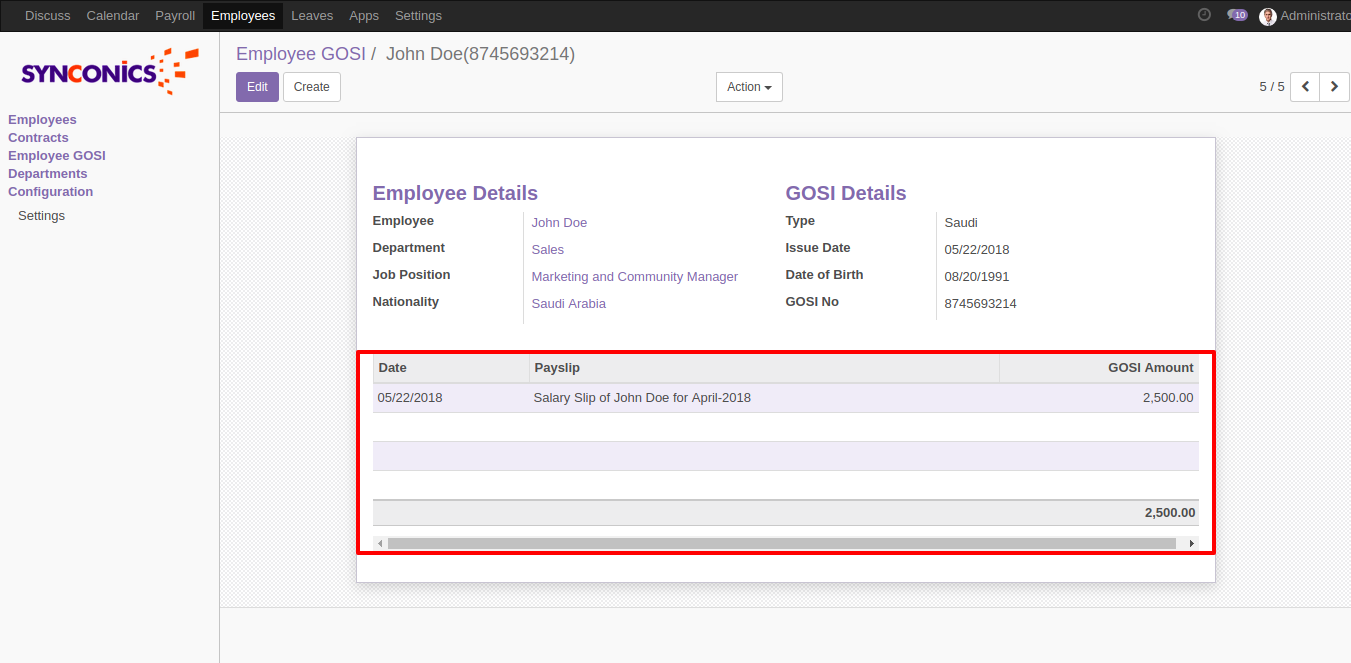 Discuss Calendar Payroll Employees Leaves Apps Settings 10 Administrato
SYNCONICS
Employees
Contracts
Employee GOSI
Departments
Configuration
Settings
Employee GOSI / John Doe(8745693214)
Edit Create Action 5 / 5
Employee Details
Employee John Doe
Department Sales
Job Position Marketing and Community Manager
Nationality Saudi Arabia
GOSI Details
Type Saudi
Issue Date 05/22/2018
Date of Birth 08/20/1991
GOSI No 8745693214
Date Payslip GOSI Amount
05/22/2018 Salary Slip of John Doe for April-2018 2,500.00
2,500.00